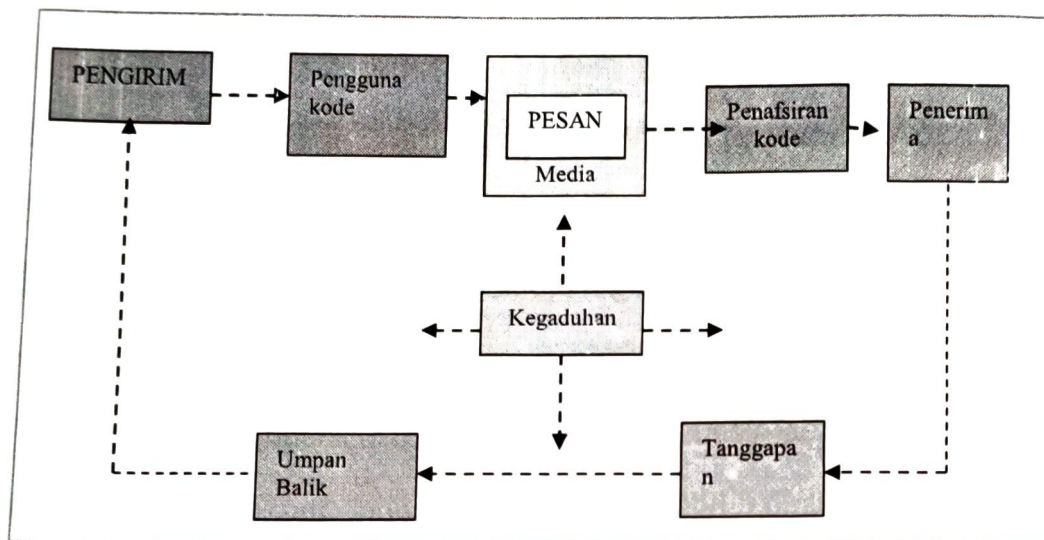 PENGIRIM
Pengguna
kode
PESAN
Media
Penafsiran
kode
Penerim
a
Kegaduhan
Umpan
Balik
Tanggapa
n